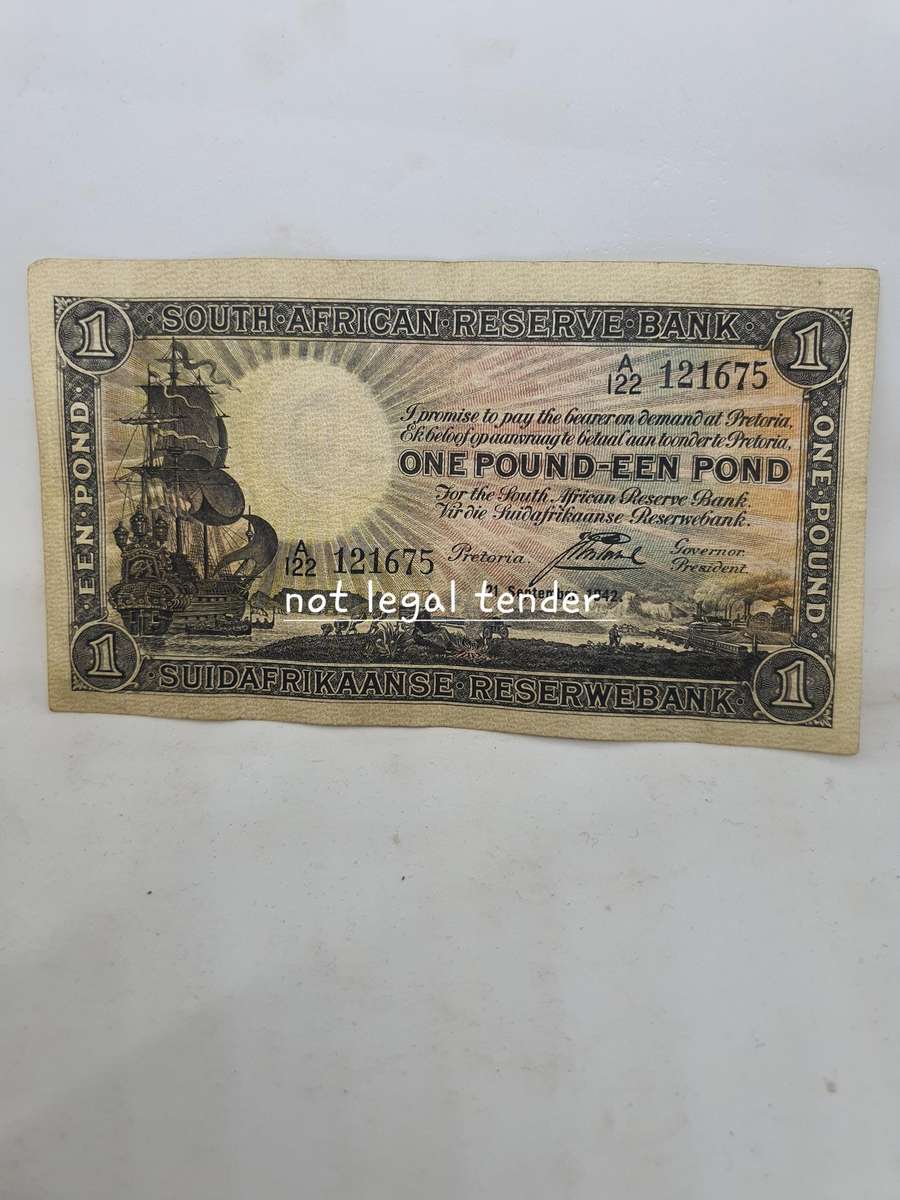 SOUTH·AFRICAN·RESERVE·BANK
1
1
A
122 121675
I promise to pay the bearer on demand at Pretoria,
Ek beloof op aanvraag te betaal aan toonder te Pretoria,
ONE POUND-EEN POND
For the South African Reserve Bank.
Vir die Suidafrikaanse Reserwebank.
A
122 121675
Pretoria.
Governor.
President.
September
not legal tender
EEN·POND
ONE·POUND
1
1
SUIDAFRIKAANSE·RESERWEBANK